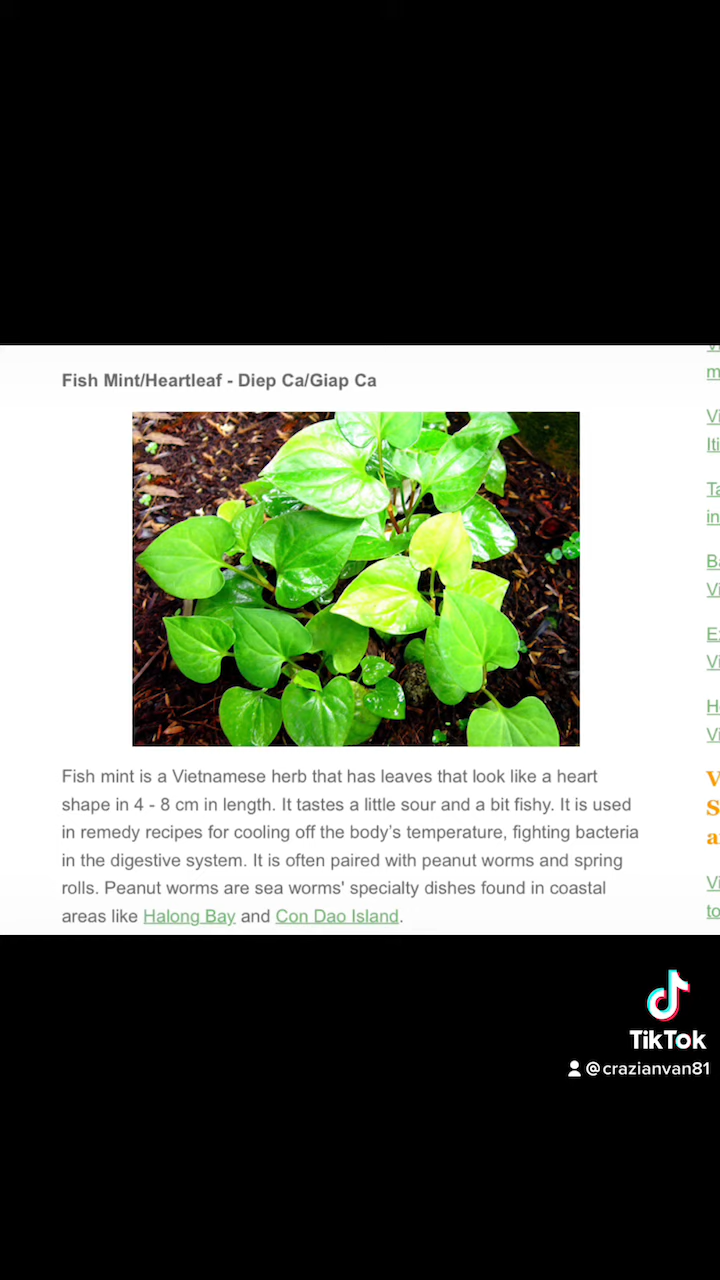 Fish Mint/Heartleaf - Diep Ca/Giap Ca
Fish mint is a Vietnamese herb that has leaves that look like a heart
shape in 4 - 8 cm in length. It tastes a little sour and a bit fishy. It is used
in remedy recipes for cooling off the body’s temperature, fighting bacteria
in the digestive system. It is often paired with peanut worms and spring
rolls. Peanut worms are sea worms' specialty dishes found in coastal
areas like Halong Bay and Con Dao Island.
TikTok
@crazianvan81